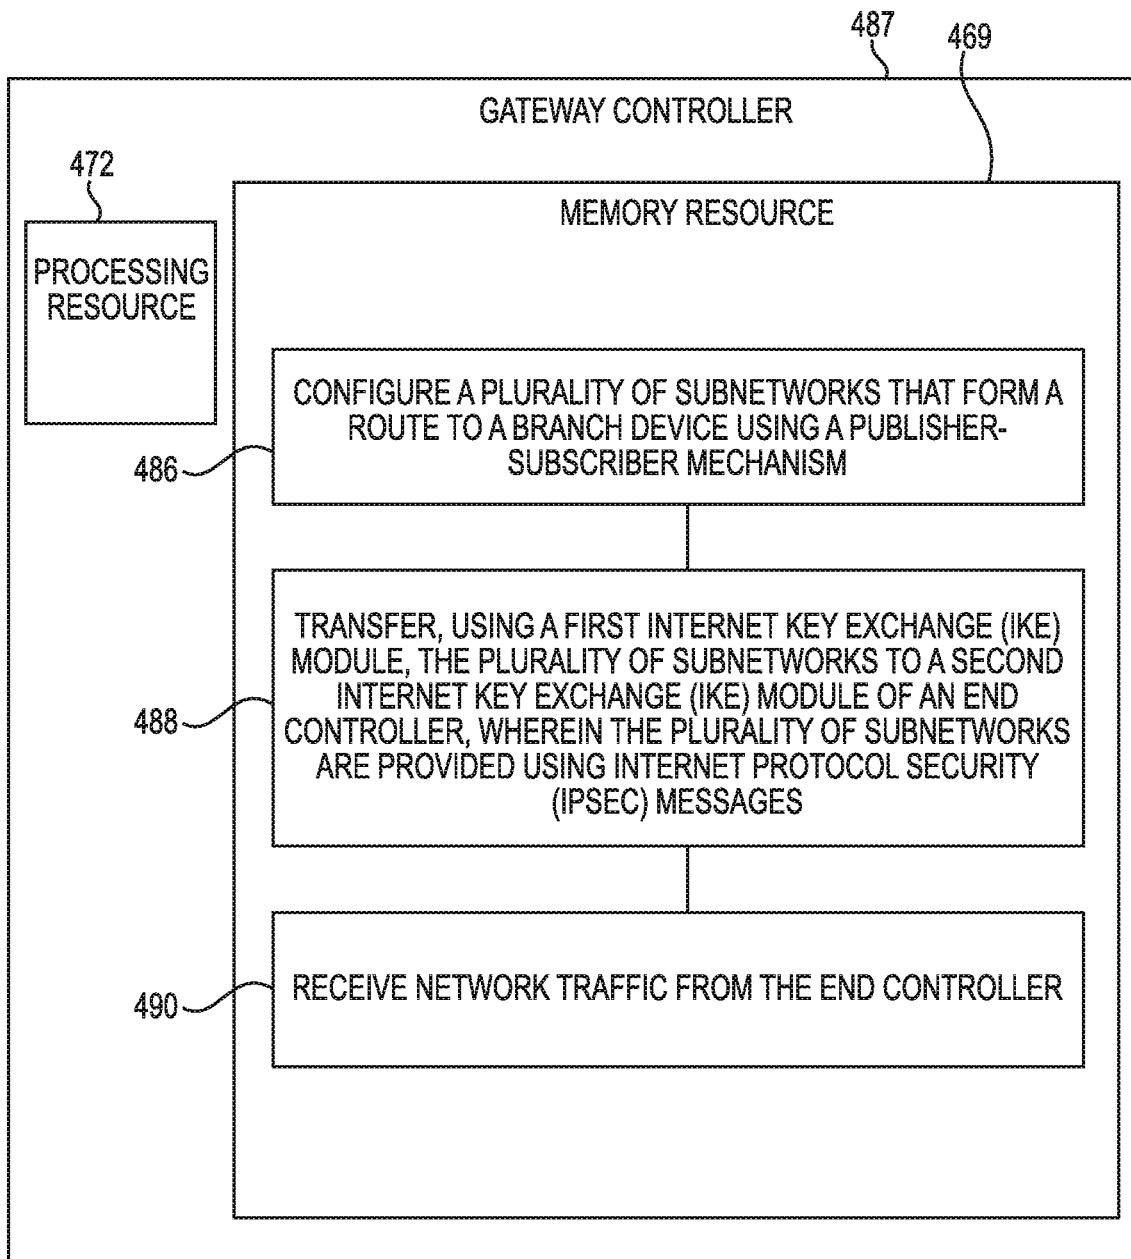 487
469
GATEWAY CONTROLLER
472
MEMORY RESOURCE
PROCESSING
RESOURCE
CONFIGURE A PLURALITY OF SUBNETWORKS THAT FORM A
ROUTE TO A BRANCH DEVICE USING A PUBLISHER-
SUBSCRIBER MECHANISM
486
TRANSFER, USING A FIRST INTERNET KEY EXCHANGE (IKE)
MODULE, THE PLURALITY OF SUBNETWORKS TO A SECOND
INTERNET KEY EXCHANGE (IKE) MODULE OF AN END
CONTROLLER, WHEREIN THE PLURALITY OF SUBNETWORKS
ARE PROVIDED USING INTERNET PROTOCOL SECURITY
(IPSEC) MESSAGES
488
RECEIVE NETWORK TRAFFIC FROM THE END CONTROLLER
490